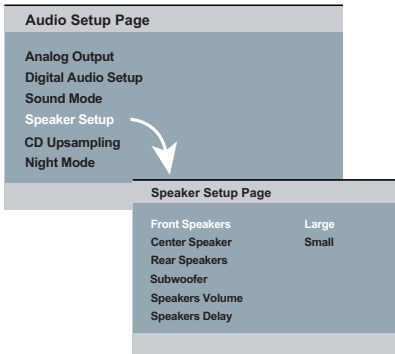 Audio Setup Page
Analog Output
Digital Audio Setup
Sound Mode
Speaker Setup
CD Upsampling
Night Mode
Speaker Setup Page
Front Speakers Large
Center Speaker Small
Rear Speakers
Subwoofer
Speakers Volume
Speakers Delay